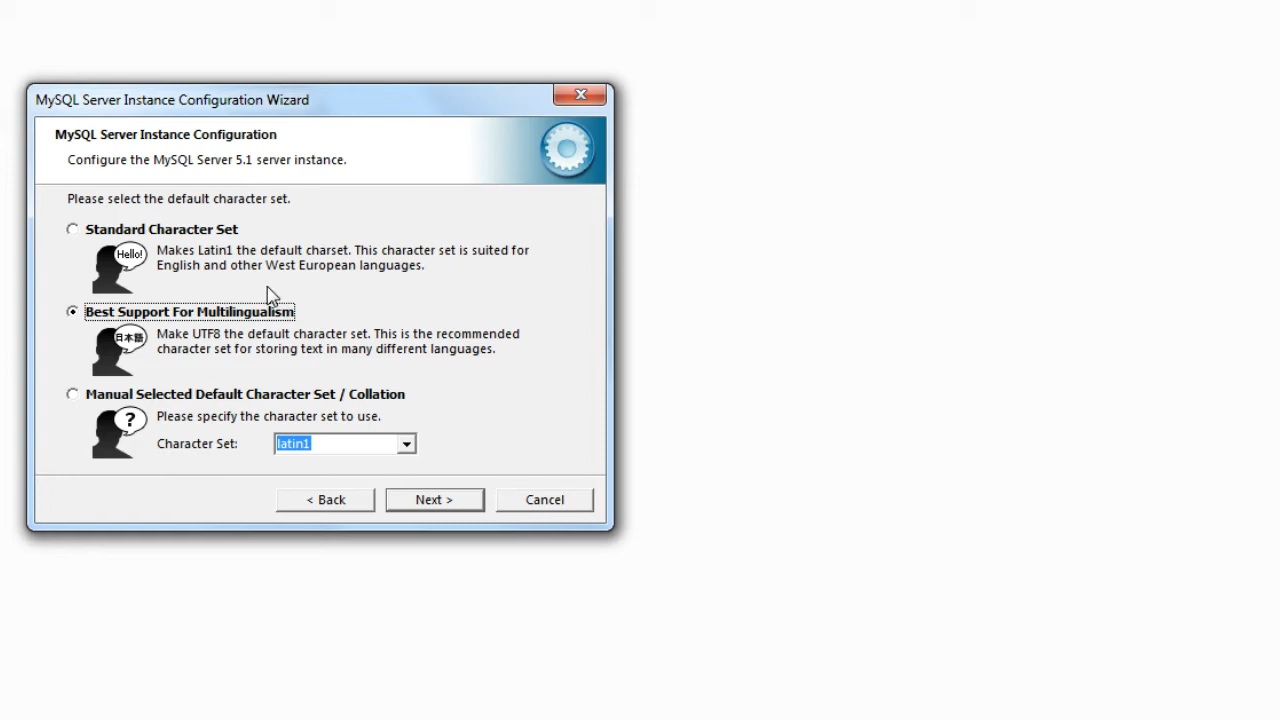 MySQL Server Instance Configuration Wizard
MySQL Server Instance Configuration
Configure the MySQL Server 5.1 server instance.
Please select the default character set.
Standard Character Set
Hello!
Makes Latin1 the default charset. This character set is suited for
English and other West European languages.
Best Support For Multilingualism
日本語
Make UTF8 the default character set. This is the recommended
character set for storing text in many different languages.
Manual Selected Default Character Set / Collation
?
Please specify the character set to use.
Character Set: latin1
< Back Next > Cancel